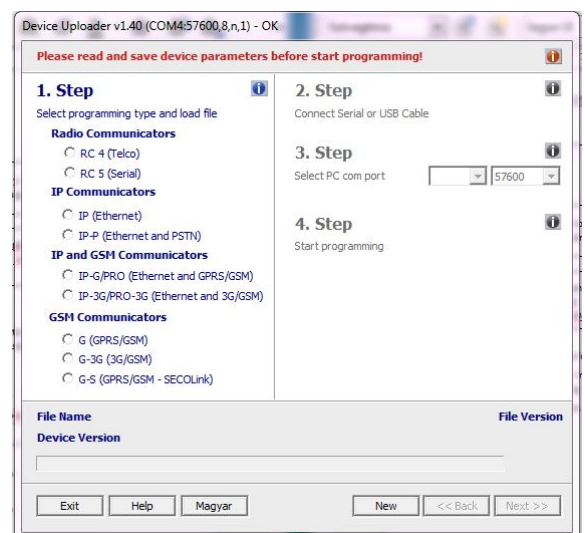 Device Uploader v1.40 (COM4:57600,8,n,1) - OK
Please read and save device parameters before start programming!
1. Step
Select programming type and load file
Radio Communicators
RC 4 (Telco)
RC 5 (Serial)
IP Communicators
IP (Ethernet)
IP-P (Ethernet and PSTN)
IP and GSM Communicators
IP-G/PRO (Ethernet and GPRS/GSM)
IP-3G/PRO-3G (Ethernet and 3G/GSM)
GSM Communicators
G (GPRS/GSM)
G-3G (3G/GSM)
G-S (GPRS/GSM - SECOLink)
2. Step
Connect Serial or USB Cable
3. Step
Select PC com port 57600
4. Step
Start programming
File Name File Version
Device Version
Exit Help Magyar New << Back Next >>